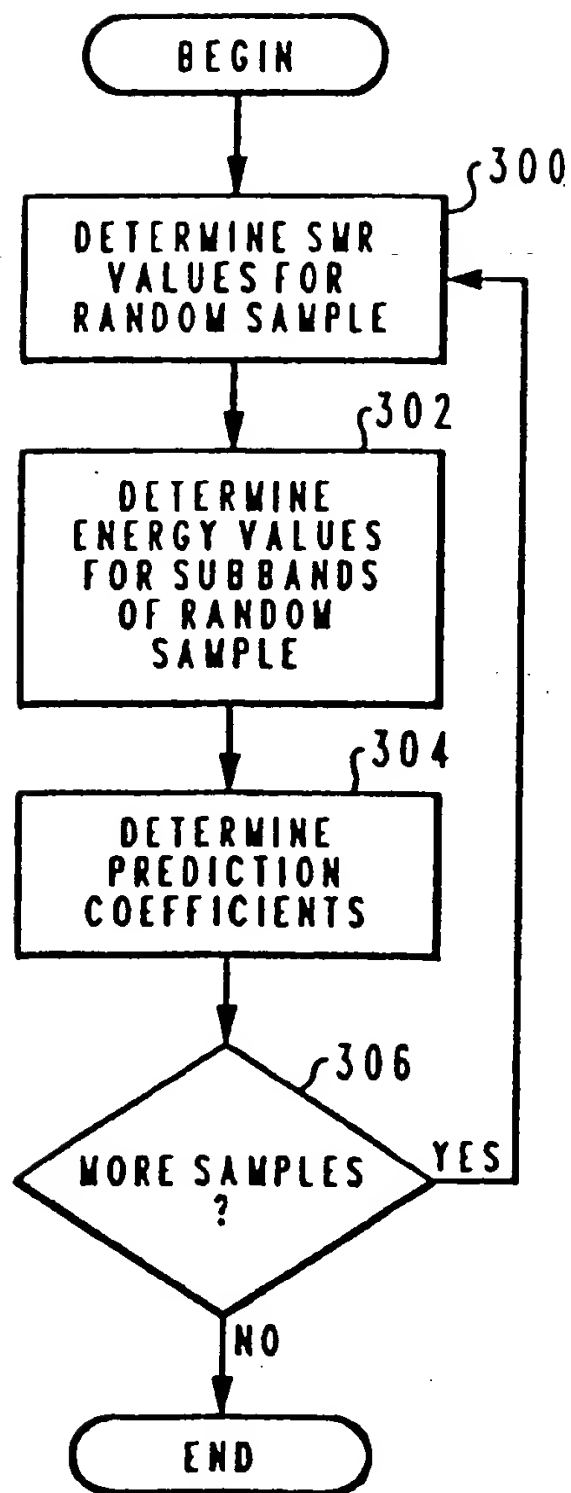 BEGIN
300
DETERMINE SMR
VALUES FOR
RANDOM SAMPLE
302
DETERMINE
ENERGY VALUES
FOR SUBBANDS
OF RANDOM
SAMPLE
304
DETERMINE
PREDICTION
COEFFICIENTS
306
MORE SAMPLES
?
YES
NO
END